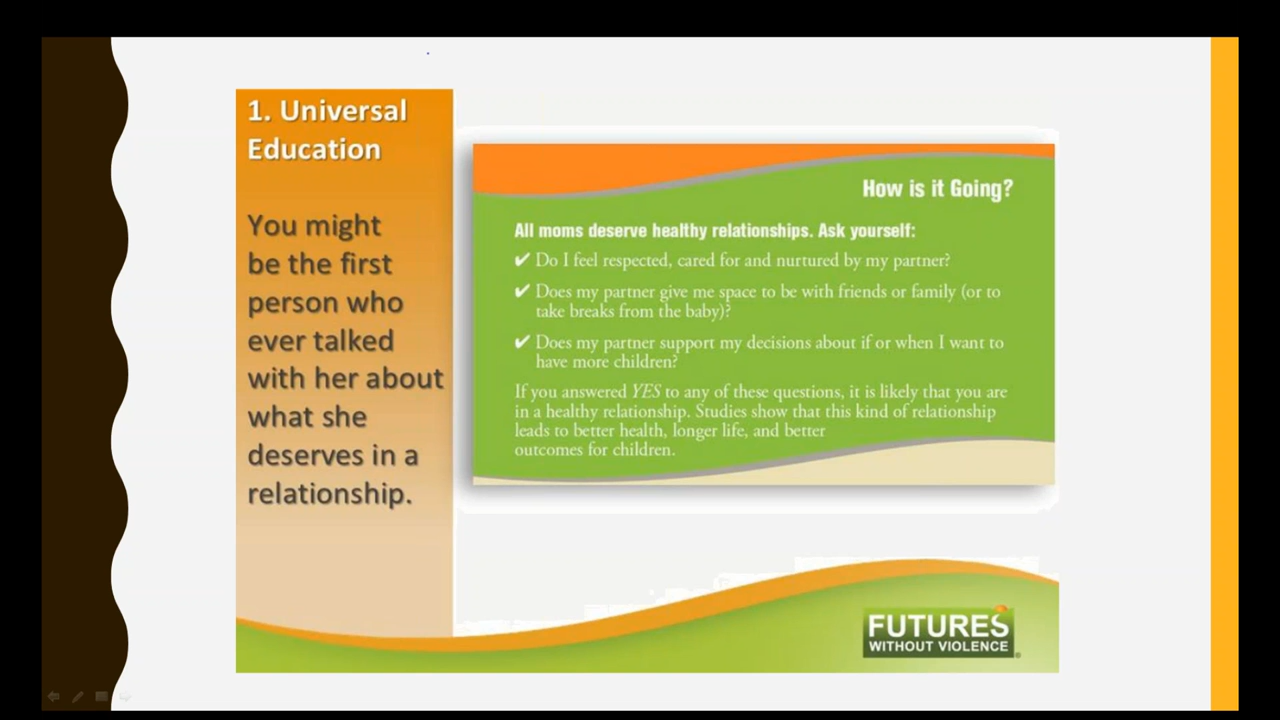 1. Universal
Education
You might
be the first
person who
ever talked
with her about
what she
deserves in a
relationship.
How is it Going?
All moms deserve healthy relationships. Ask yourself:
✔ Do I feel respected, cared for and nurtured by my partner?
✔ Does my partner give me space to be with friends or family (or to
take breaks from the baby)?
✔ Does my partner support my decisions about if or when I want to
have more children?
If you answered YES to any of these questions, it is likely that you are
in a healthy relationship. Studies show that this kind of relationship
leads to better health, longer life, and better
outcomes for children.
FUTURES
WITHOUT VIOLENCE®